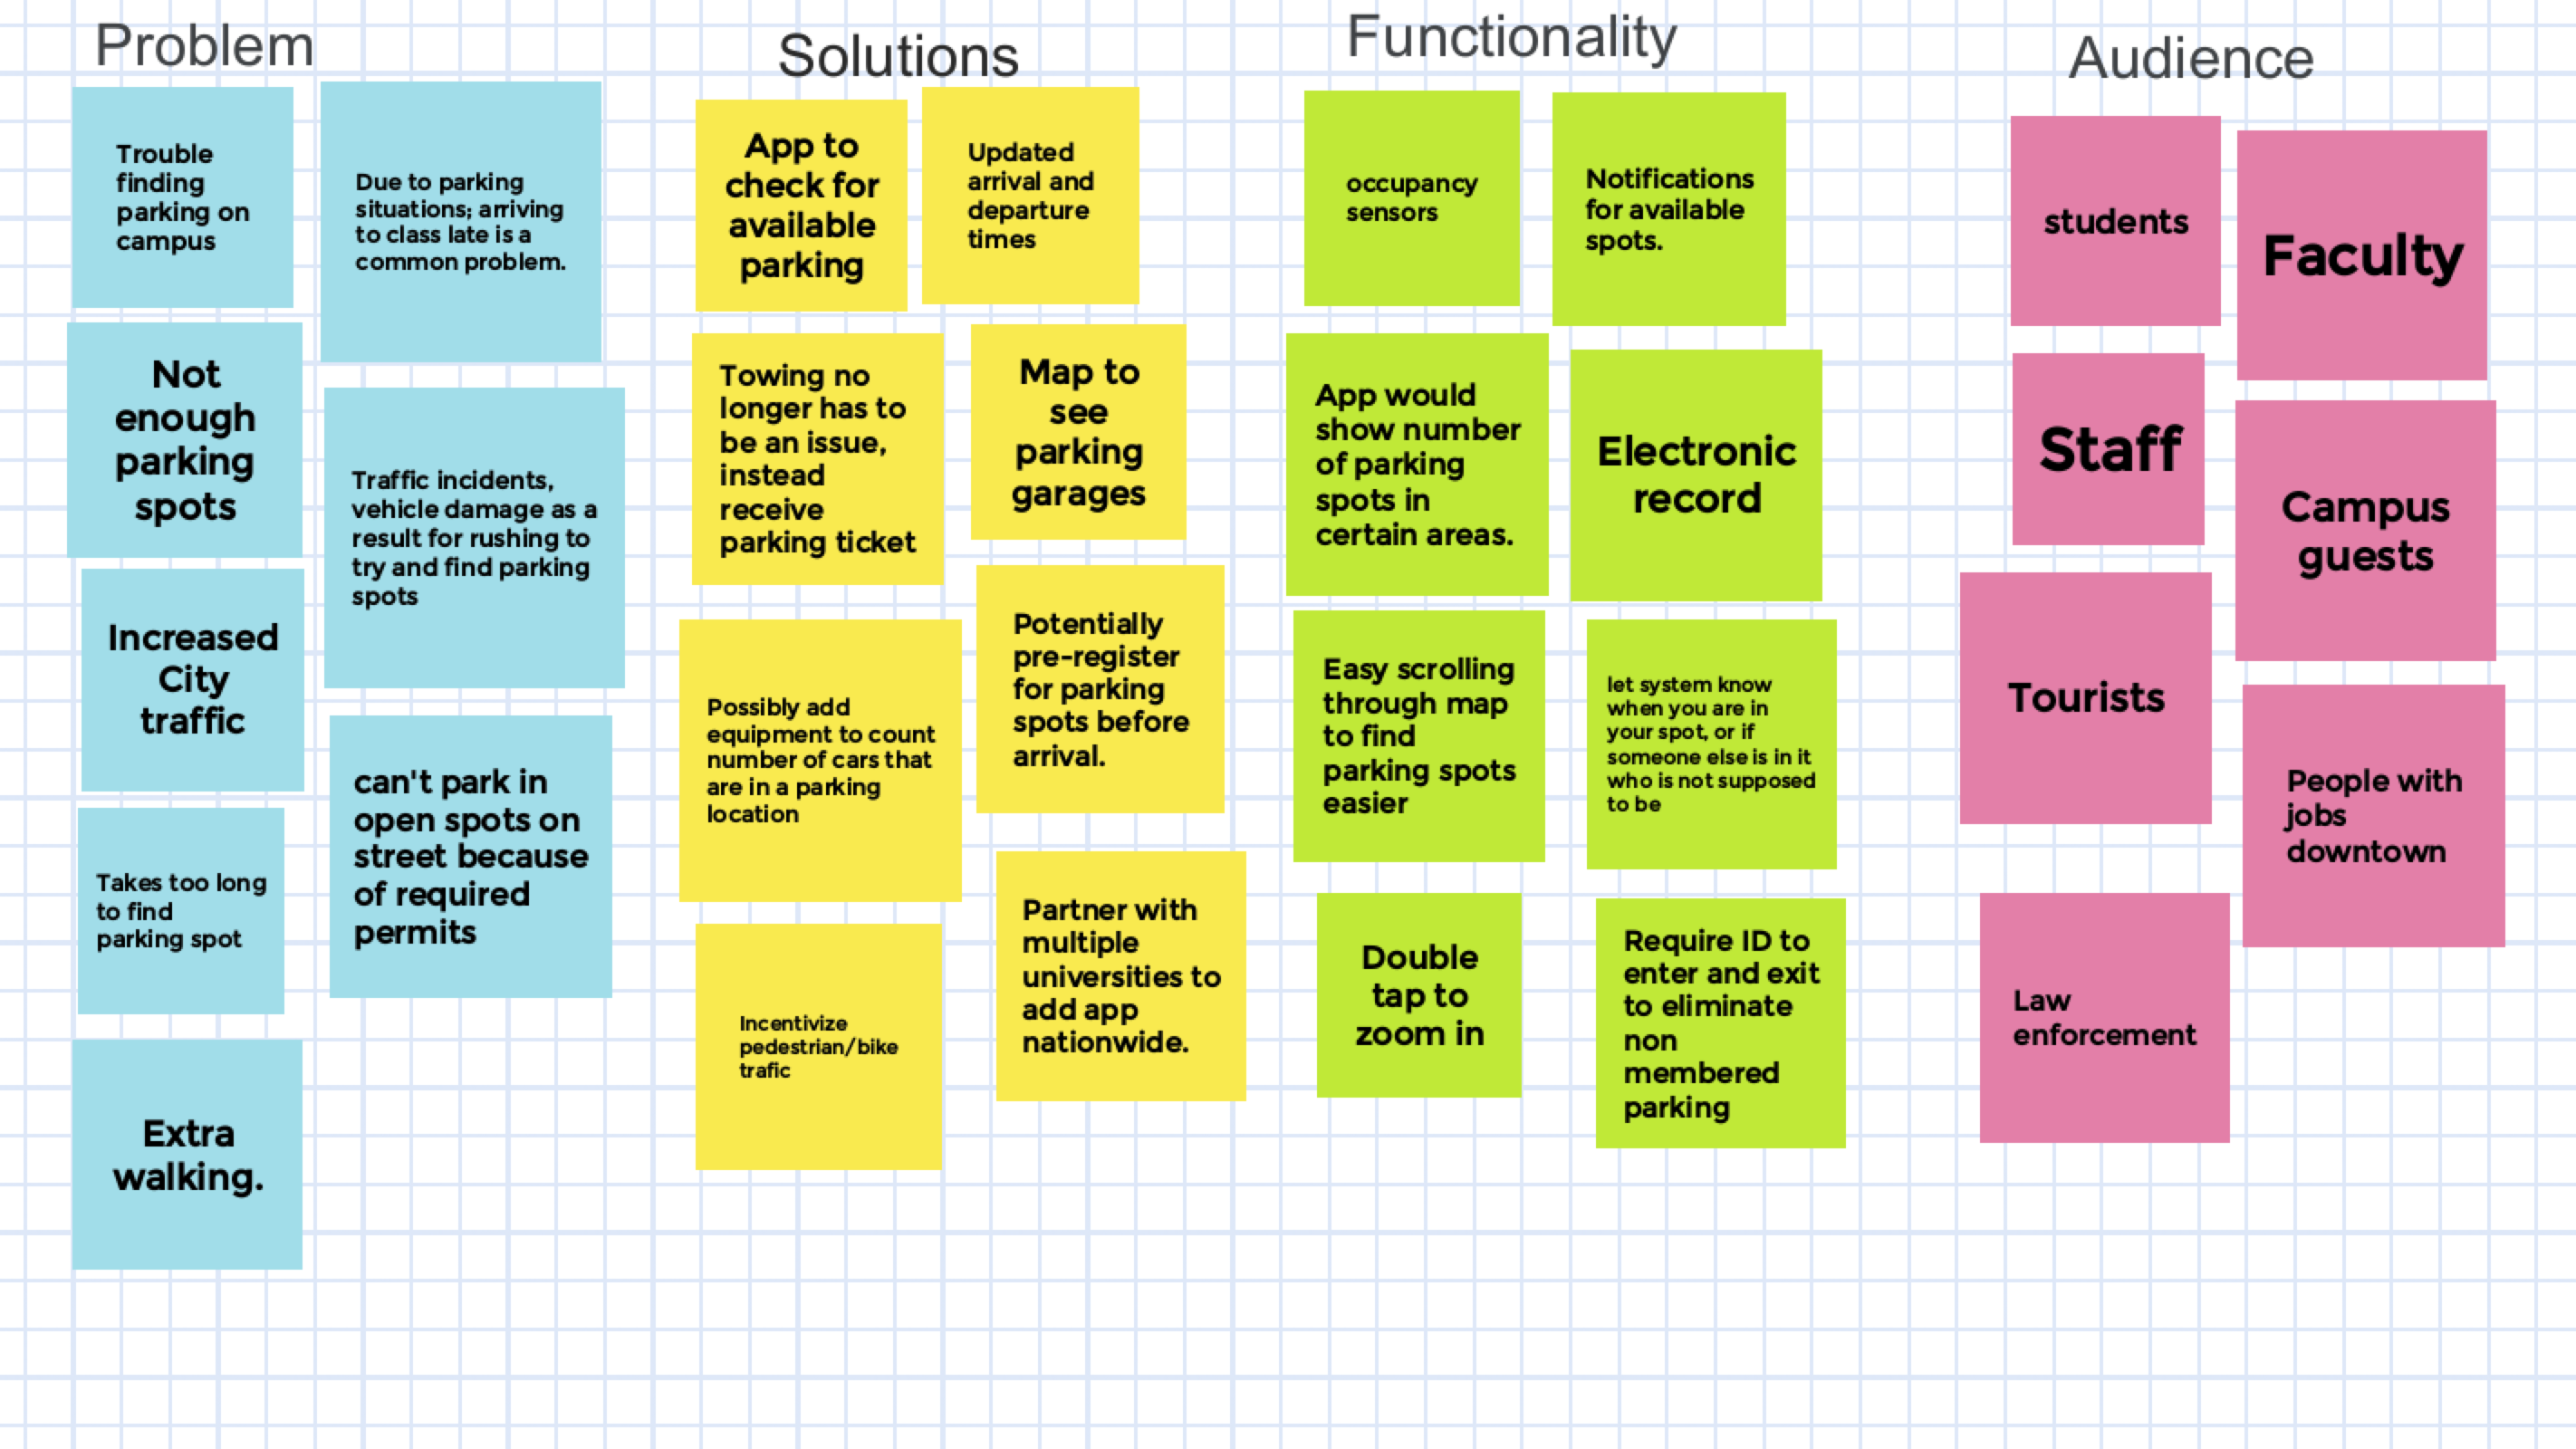 Problem
Trouble
finding
parking on
campus
Due to parking
situations; arriving
to class late is a
common problem.
Not
enough
parking
spots
Traffic incidents,
vehicle damage as a
result for rushing to
try and find parking
spots
Increased
City
traffic
can't park in
open spots on
street because
of required
permits
Takes too long
to find
parking spot
Extra
walking.
Solutions
App to
check for
available
parking
Updated
arrival and
departure
times
Towing no
longer has to
be an issue,
instead
receive
parking ticket
Map to
see
parking
garages
Possibly add
equipment to count
number of cars that
are in a parking
location
Potentially
pre-register
for parking
spots before
arrival.
Incentivize
pedestrian/bike
trafic
Partner with
multiple
universities to
add app
nationwide.
Functionality
occupancy
sensors
Notifications
for available
spots.
App would
show number
of parking
spots in
certain areas.
Electronic
record
Easy scrolling
through map
to find
parking spots
easier
let system know
when you are in
your spot, or if
someone else is in it
who is not supposed
to be
Double
tap to
zoom in
Require ID to
enter and exit
to eliminate
non
membered
parking
Audience
students
Faculty
Staff
Campus
guests
Tourists
People with
jobs
downtown
Law
enforcement